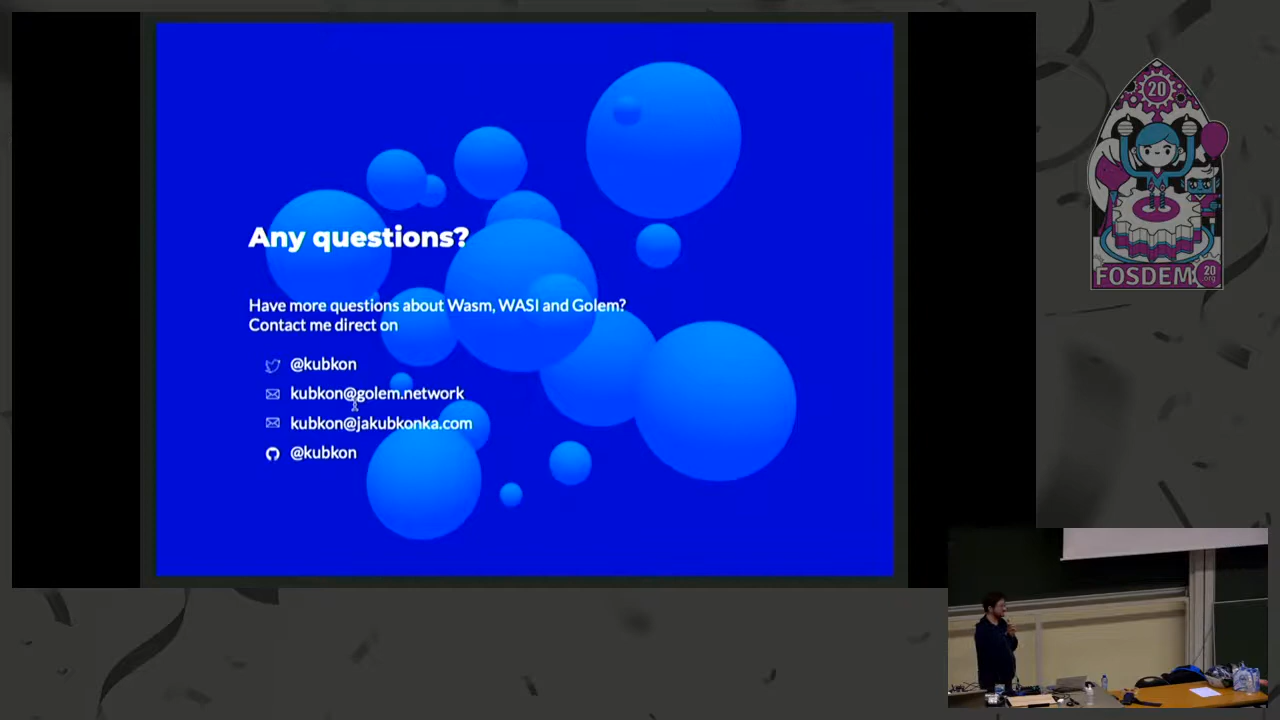 Any questions?
Have more questions about Wasm, WASI and Golem?
Contact me direct on
@kubkon
kubkon@golem.network
kubkon@jakubkonka.com
@kubkon
20
FOSDEM
20
org